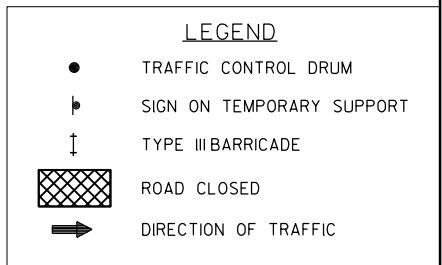 LEGEND
TRAFFIC CONTROL DRUM
SIGN ON TEMPORARY SUPPORT
TYPE III BARRICADE
ROAD CLOSED
DIRECTION OF TRAFFIC